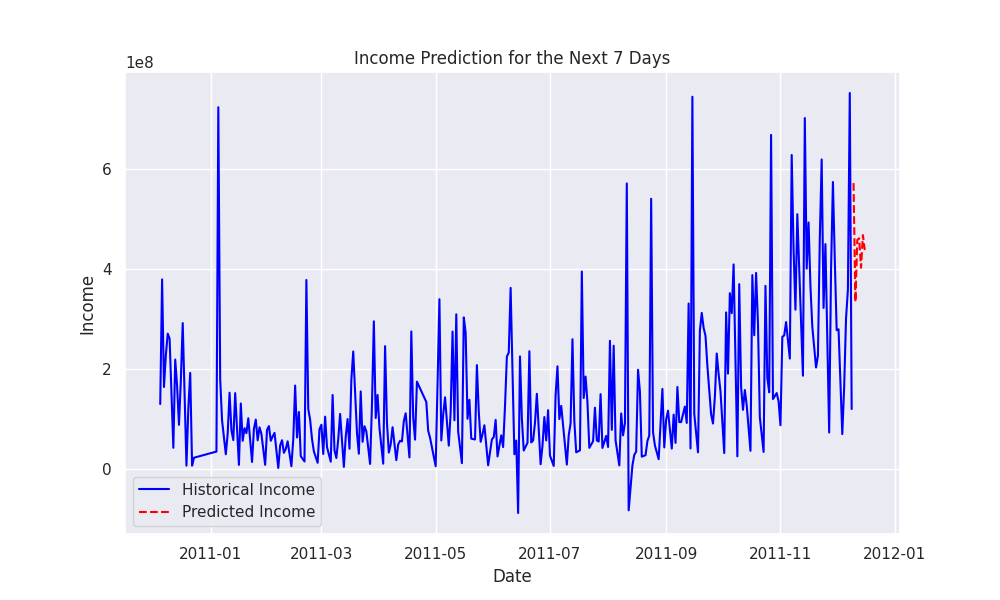 Income Prediction for the Next 7 Days
1e8
6
4
2
0
Income
Historical Income
Predicted Income
2011-01 2011-03 2011-05 2011-07 2011-09 2011-11 2012-01
Date